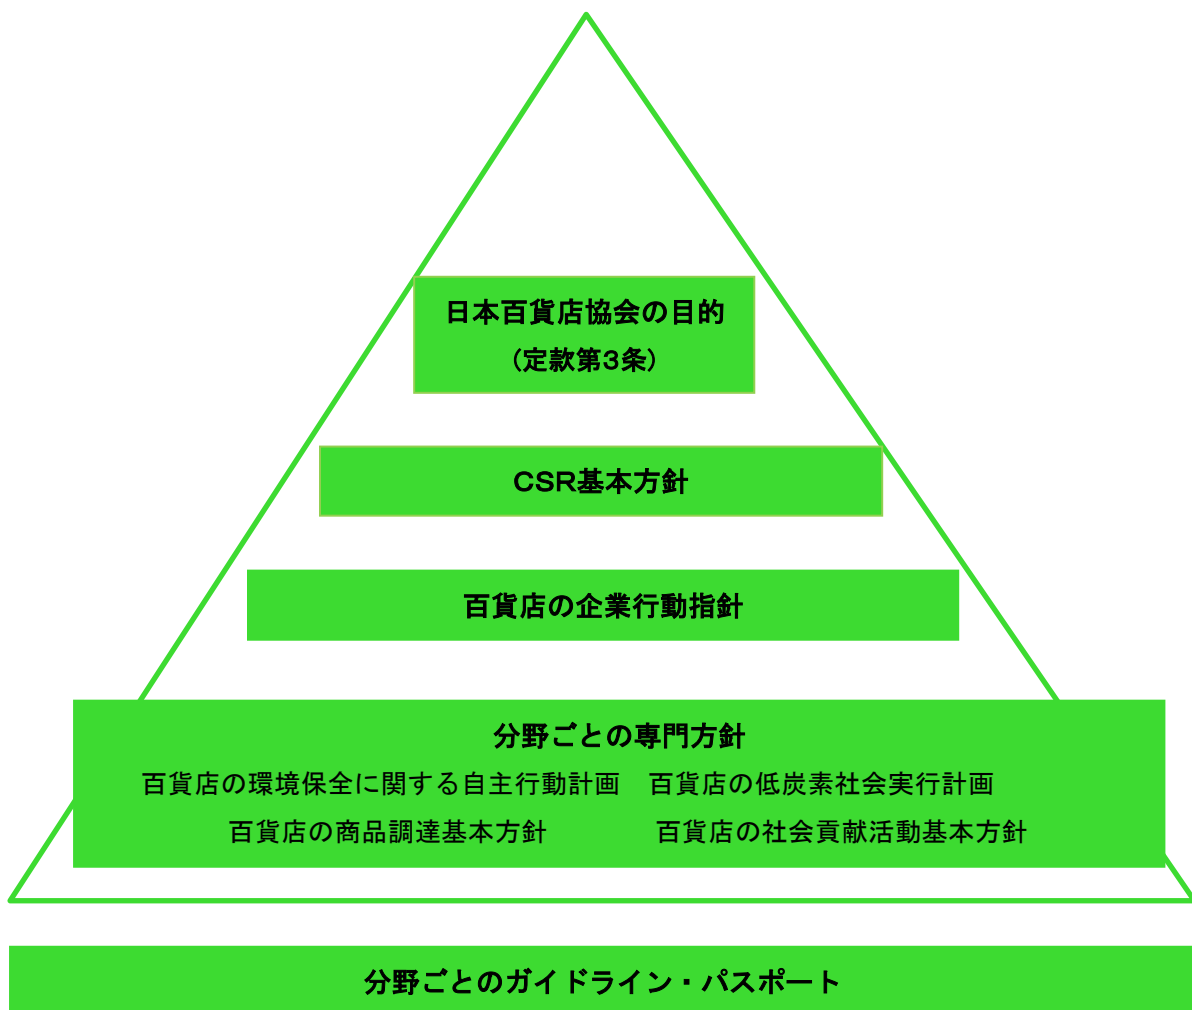 日本百貨店協会の目的
（定款第３条）
ＣＳＲ基本方針
百貨店の企業行動指針
分野ごとの専門方針
百貨店の環境保全に関する自主行動計画　百貨店の低炭素社会実行計画
百貨店の商品調達基本方針　　　　百貨店の社会貢献活動基本方針
分野ごとのガイドライン・パスポート